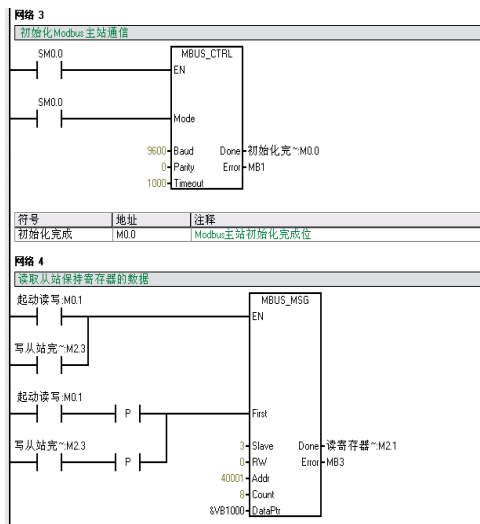 网络 3
初始化Modbus主站通信
SM0.0
MBUS_CTRL
EN
SM0.0
Mode
9600 Baud Done 初始化完~:M0.0
0 Parity Error MB1
1000 Timeout
符号 地址 注释
初始化完成 M0.0 Modbus主站初始化完成位
网络 4
读取从站保持寄存器的数据
起动读写:M0.1 MBUS_MSG
EN
写从站完~:M2.3
起动读写:M0.1
P First
写从站完~:M2.3 3 Slave Done 读寄存器~:M2.1
P 0 RW Error MB3
40001 Addr
8 Count
&VB1000 DataPtr